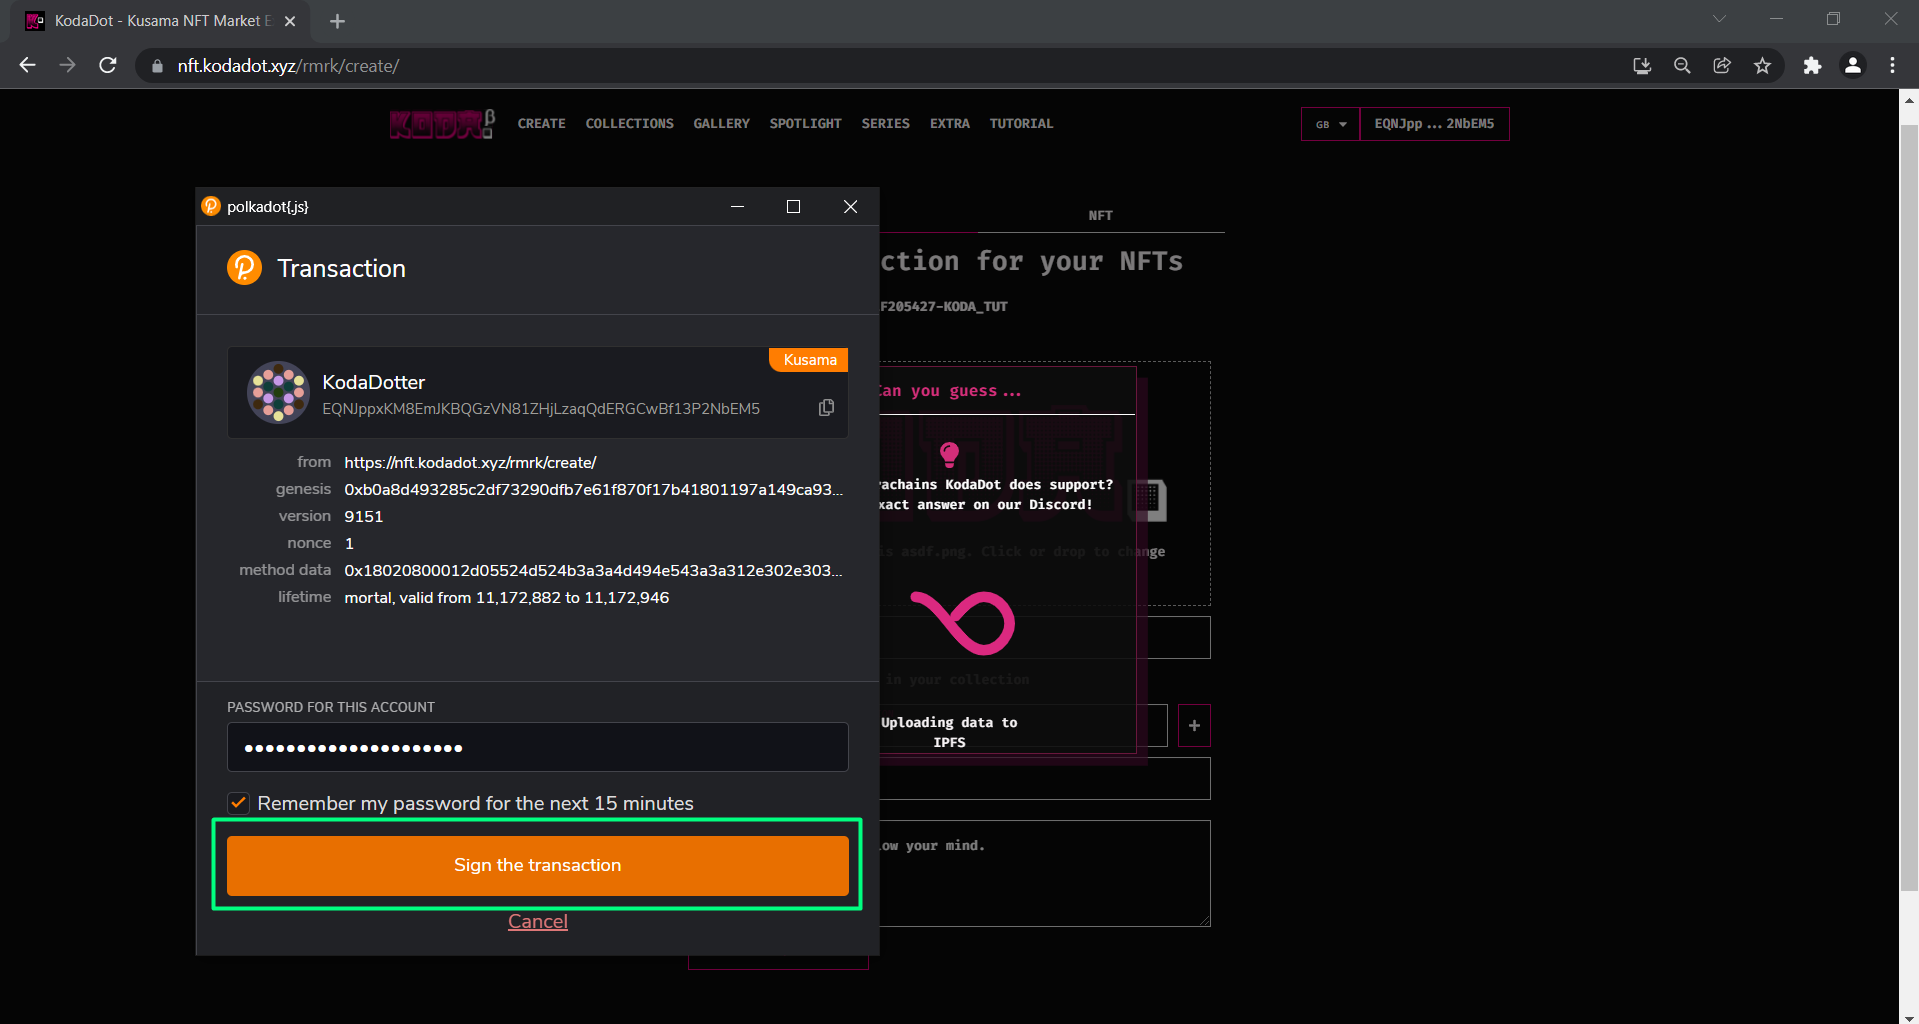 KodaDot - Kusama NFT Market E
nft.kodadot.xyz/rmrk/create/
KODA β
CREATE COLLECTIONS GALLERY SPOTLIGHT SERIES EXTRA TUTORIAL
GB
EQNJpp ... 2NbEM5
polkadot{.js}
Transaction
Kusama
KodaDotter
EQNJppxKM8EmJKBQGzVN81ZHjLzaqQdERGCwBf13P2NbEM5
from https://nft.kodadot.xyz/rmrk/create/
genesis 0xb0a8d493285c2df73290dfb7e61f870f17b41801197a149ca93...
version 9151
nonce 1
method data 0x18020800012d05524d524b3a3a4d494e543a3a312e302e303...
lifetime mortal, valid from 11,172,882 to 11,172,946
PASSWORD FOR THIS ACCOUNT
Remember my password for the next 15 minutes
Sign the transaction
Cancel
NFT
ction for your NFTs
F205427-KODA_TUT
Can you guess...
rachains KodaDot does support?
xact answer on our Discord!
is asdf.png. Click or drop to change
in your collection
Uploading data to
IPFS
+
low your mind.